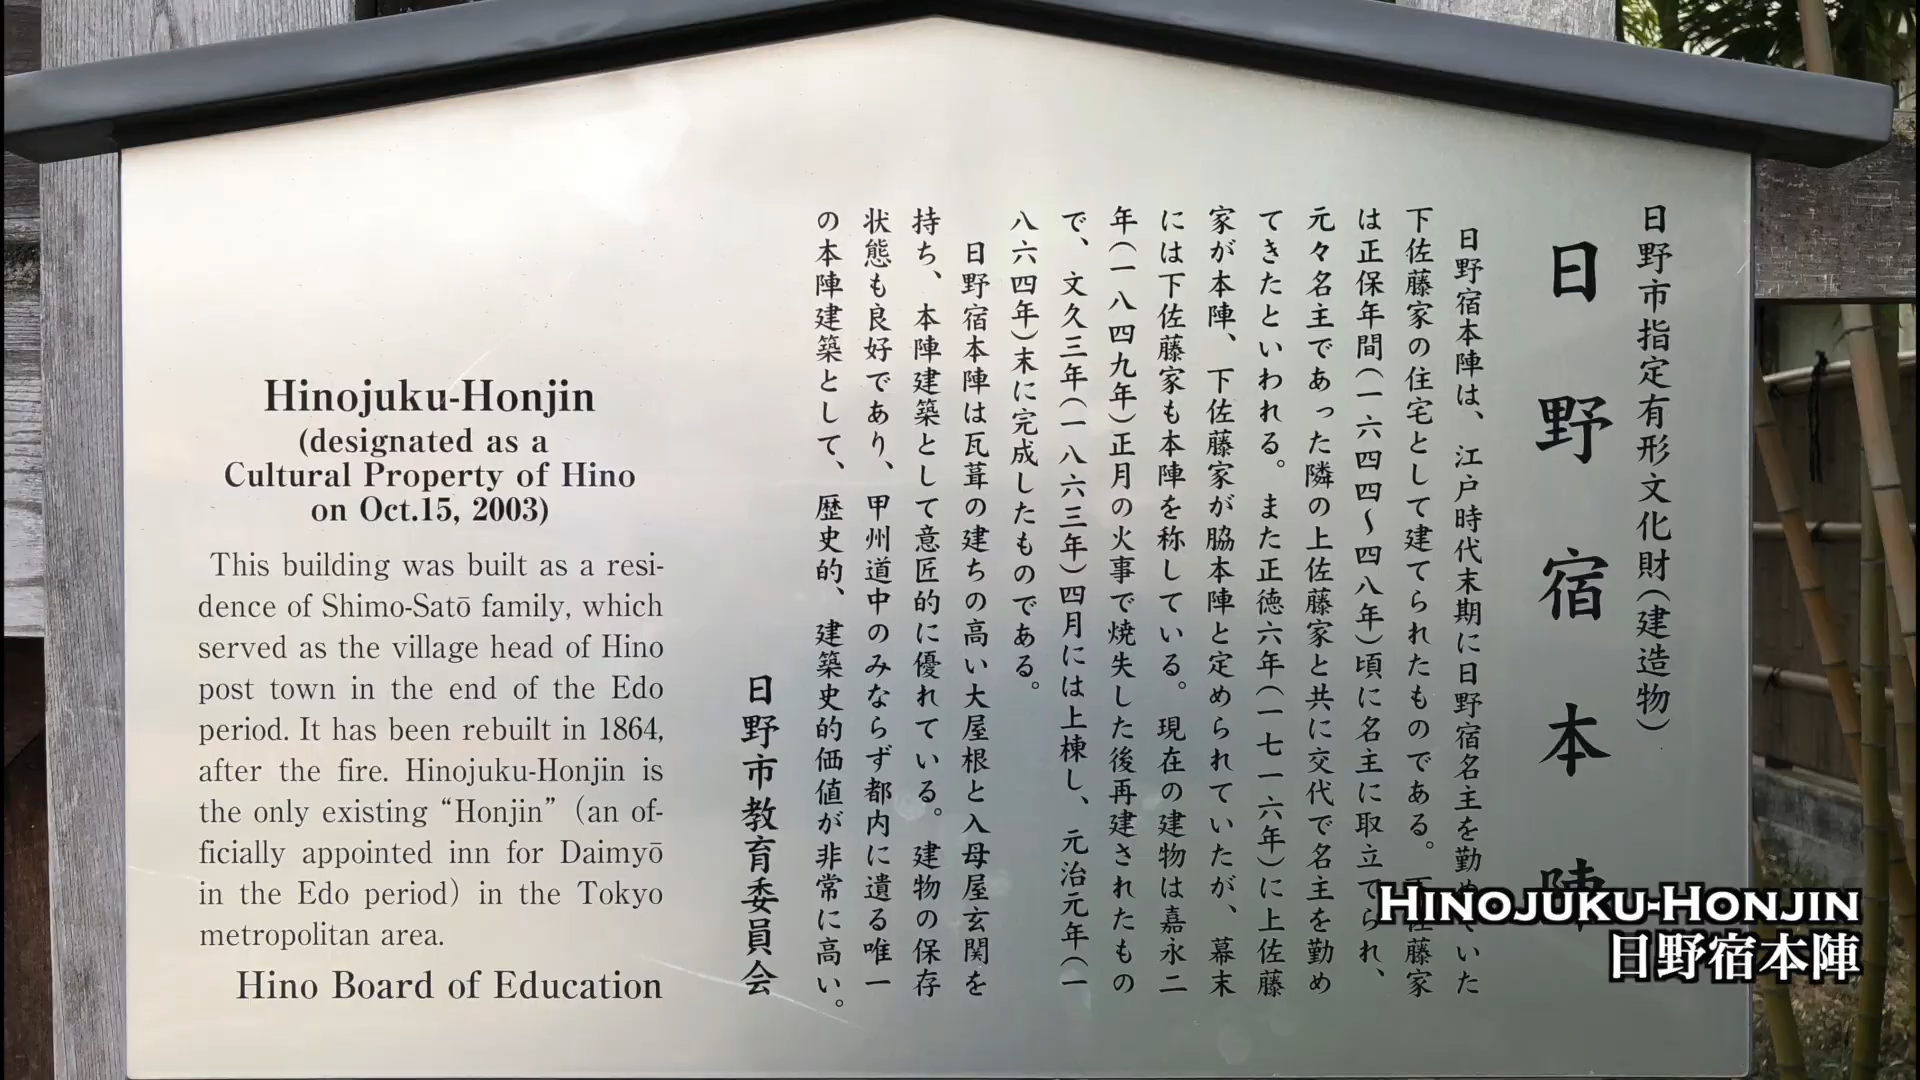 日野市指定有形文化財(建造物)
日野宿本陣
日野宿本陣は、江戸時代末期に日野宿名主を勤めていた
下佐藤家の住宅として建てられたものである。下佐藤家
は正保年間(一六四四～四八年)頃に名主に取立てられ、
元々名主であった隣の上佐藤家と共に交代で名主を勤め
てきたといわれる。また正徳六年(一七一六年)に上佐藤
家が本陣、下佐藤家が脇本陣と定められていたが、幕末
には下佐藤家も本陣を称している。現在の建物は嘉永二
年(一八四九年)正月の火事で焼失した後再建されたもの
で、文久三年(一八六三年)四月には上棟し、元治元年(一
八六四年)末に完成したものである。
日野宿本陣は瓦葺の建ちの高い大屋根と入母屋玄関を
持ち、本陣建築として意匠的に優れている。建物の保存
状態も良好であり、甲州道中のみならず都内に遺る唯一
の本陣建築として、歴史的、建築史的価値が非常に高い。
日野市教育委員会
Hinojuku-Honjin
(designated as a
Cultural Property of Hino
on Oct.15, 2003)
This building was built as a resi-
dence of Shimo-Satō family, which
served as the village head of Hino
post town in the end of the Edo
period. It has been rebuilt in 1864,
after the fire. Hinojuku-Honjin is
the only existing “Honjin” (an of-
ficially appointed inn for Daimyō
in the Edo period) in the Tokyo
metropolitan area.
Hino Board of Education
HINOJUKU-HONJIN
日野宿本陣